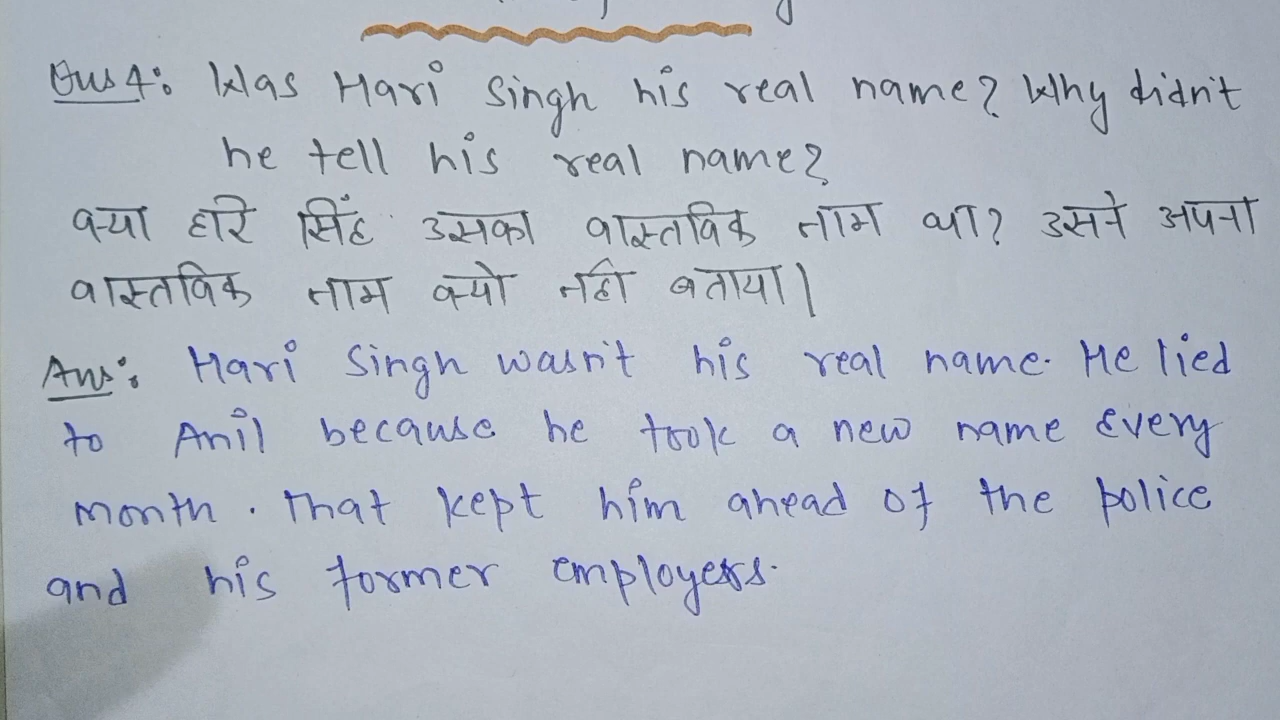 Qus 4: Was Hari Singh his real name? Why didn't
he tell his real name?
क्या हरि सिंह उसका वास्तविक नाम था? उसने अपना
वास्तविक नाम क्यो नही बताया।
Ans: Hari Singh wasn't his real name. He lied
to Anil because he took a new name every
month. That kept him ahead of the police
and his former employers.